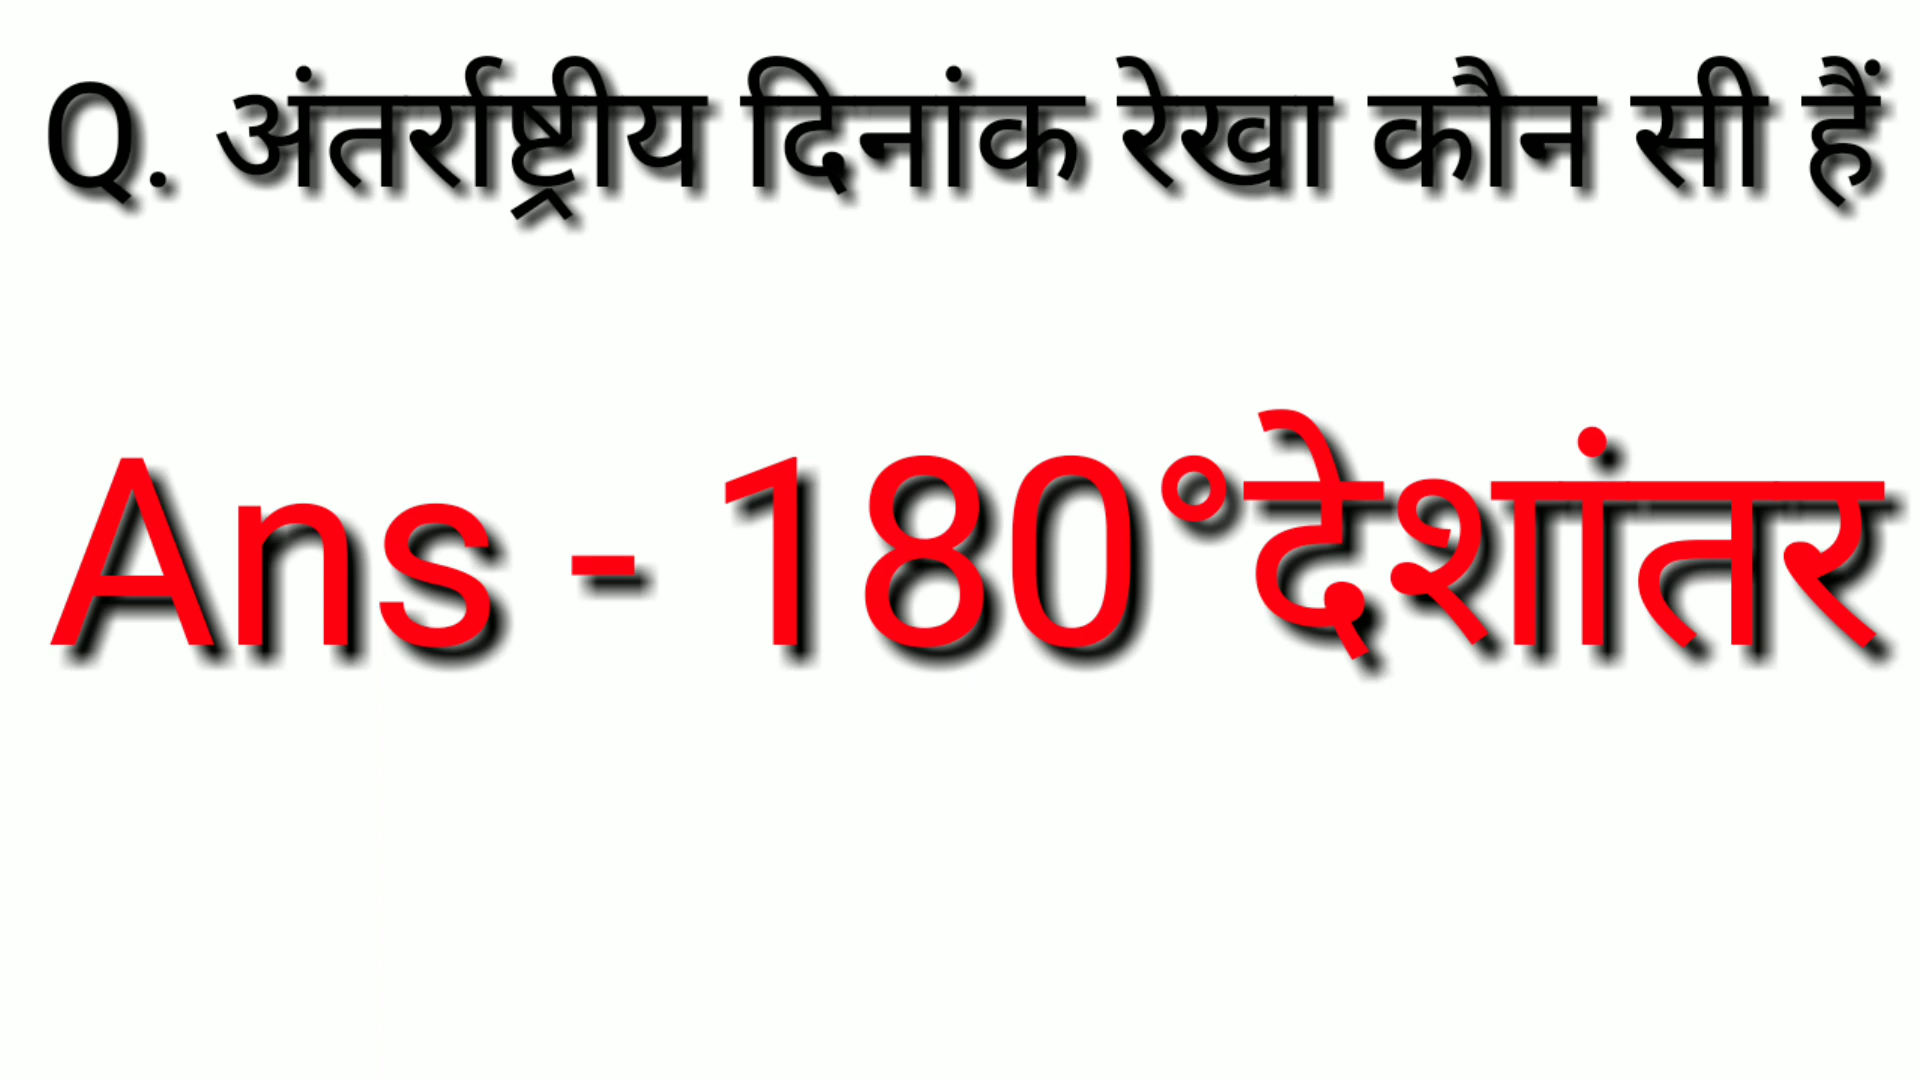 Q. अंतर्राष्ट्रीय दिनांक रेखा कौन सी हैं
Ans - 180°देशांतर